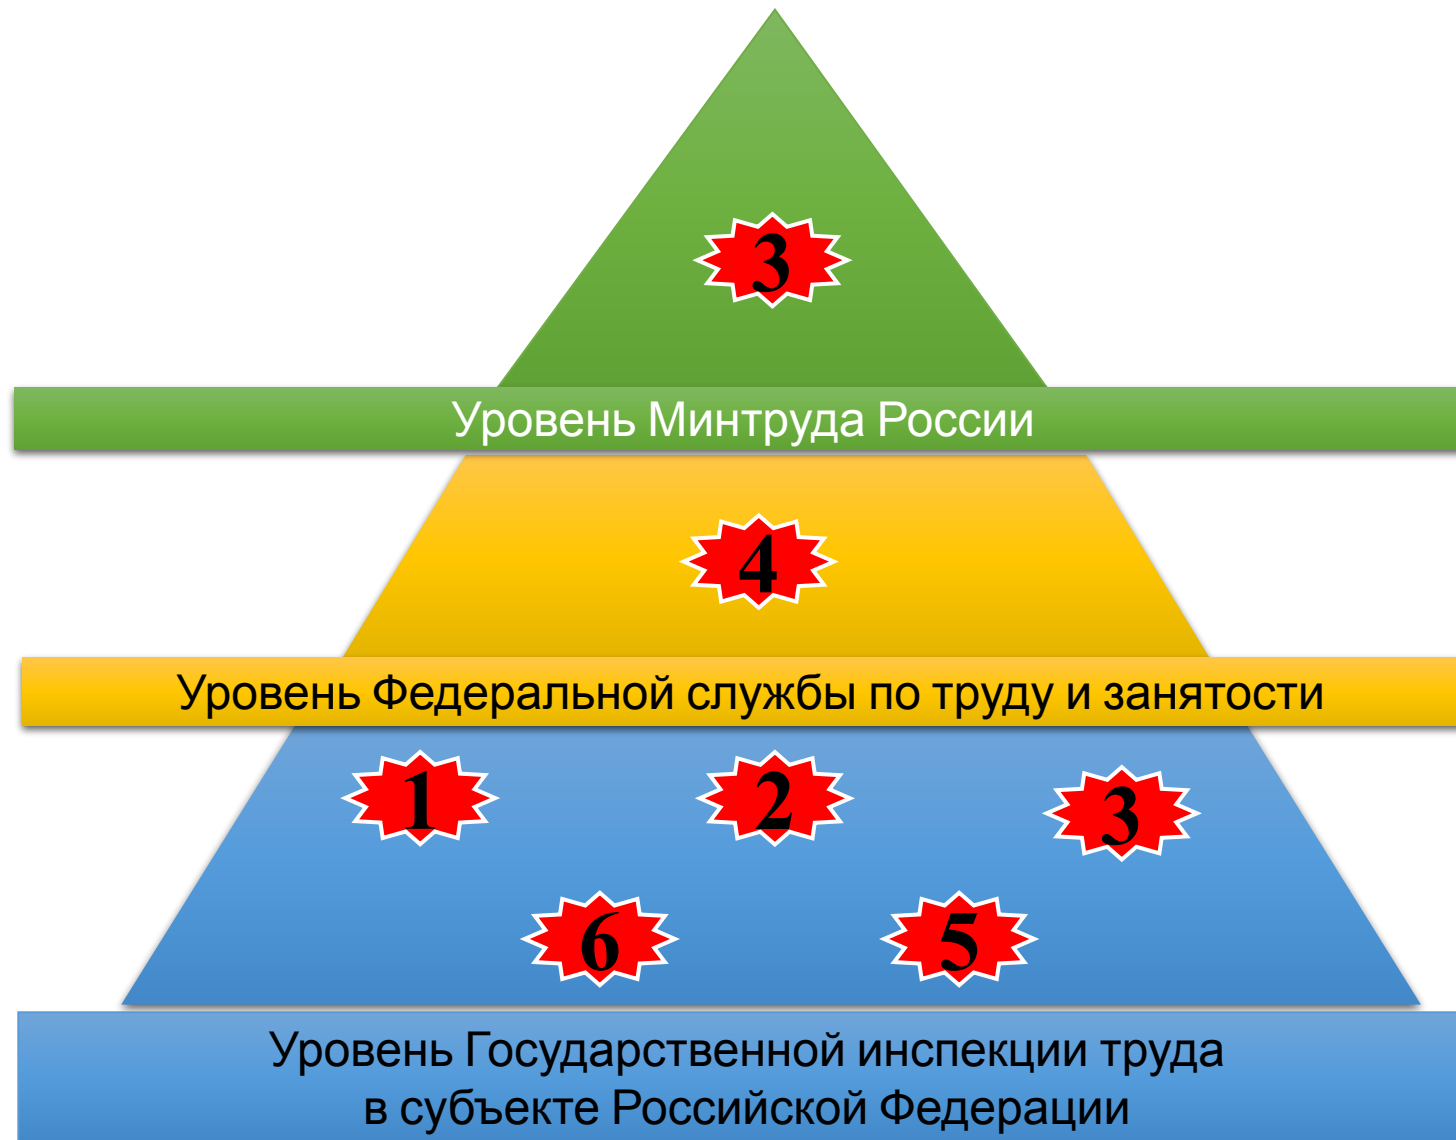 3
Уровень Минтруда России
4
Уровень Федеральной службы по труду и занятости
1 2 3
6 5
Уровень Государственной инспекции труда
в субъекте Российской Федерации